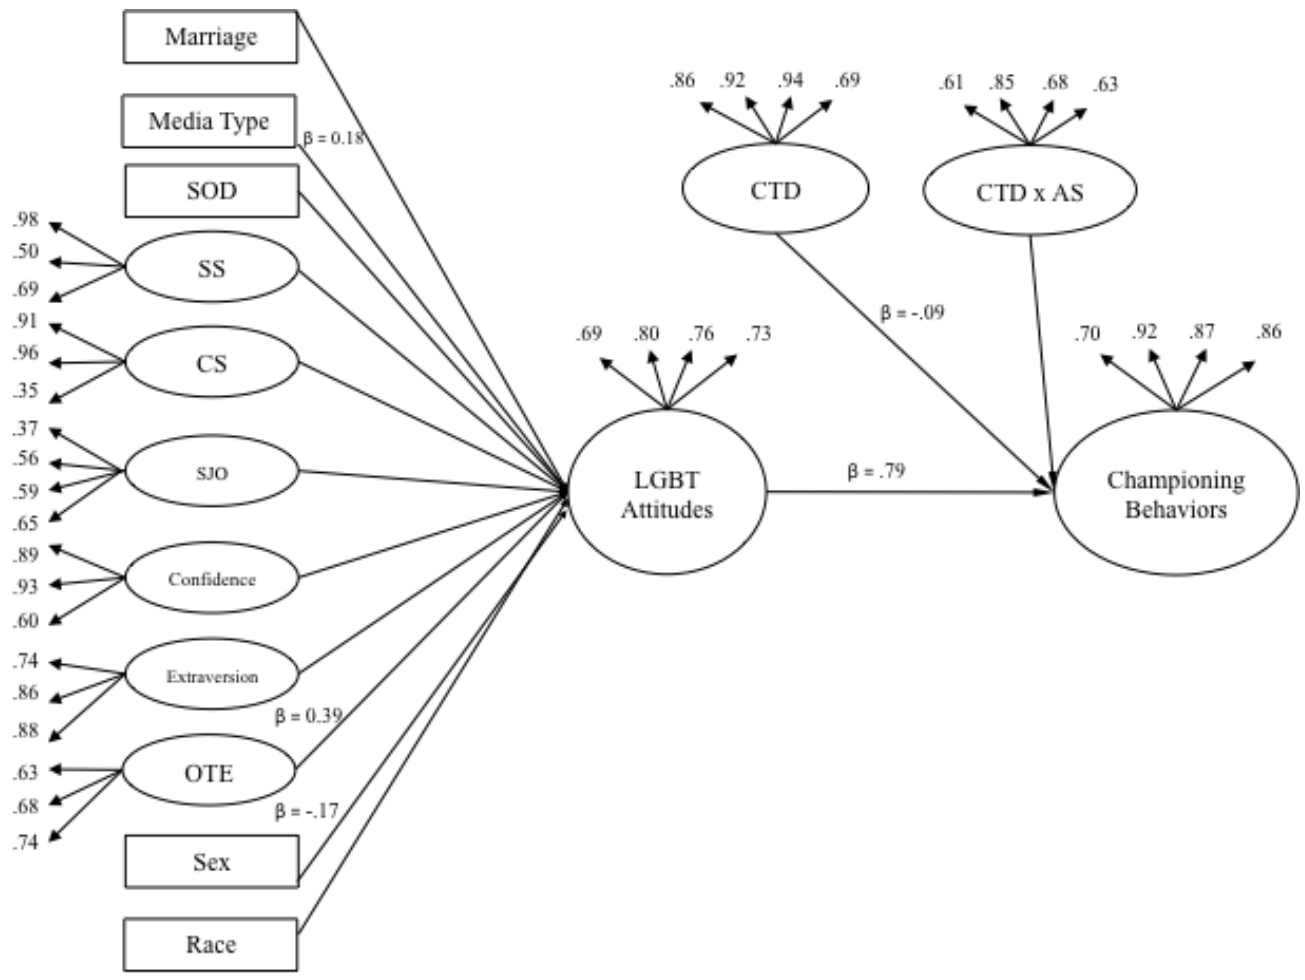 Marriage
Media Type
β = 0.18
SOD
.98
.50
.69
SS
.91
.96
.35
CS
.37
.56
.59
.65
SJO
.89
.93
.60
Confidence
.74
.86
.88
Extraversion
β = 0.39
.63
.68
.74
OTE
β = -.17
Sex
Race
.69 .80 .76 .73
LGBT
Attitudes
.86 .92 .94 .69
CTD
β = -.09
.61 .85 .68 .63
CTD x AS
β = .79
.70 .92 .87 .86
Championing
Behaviors